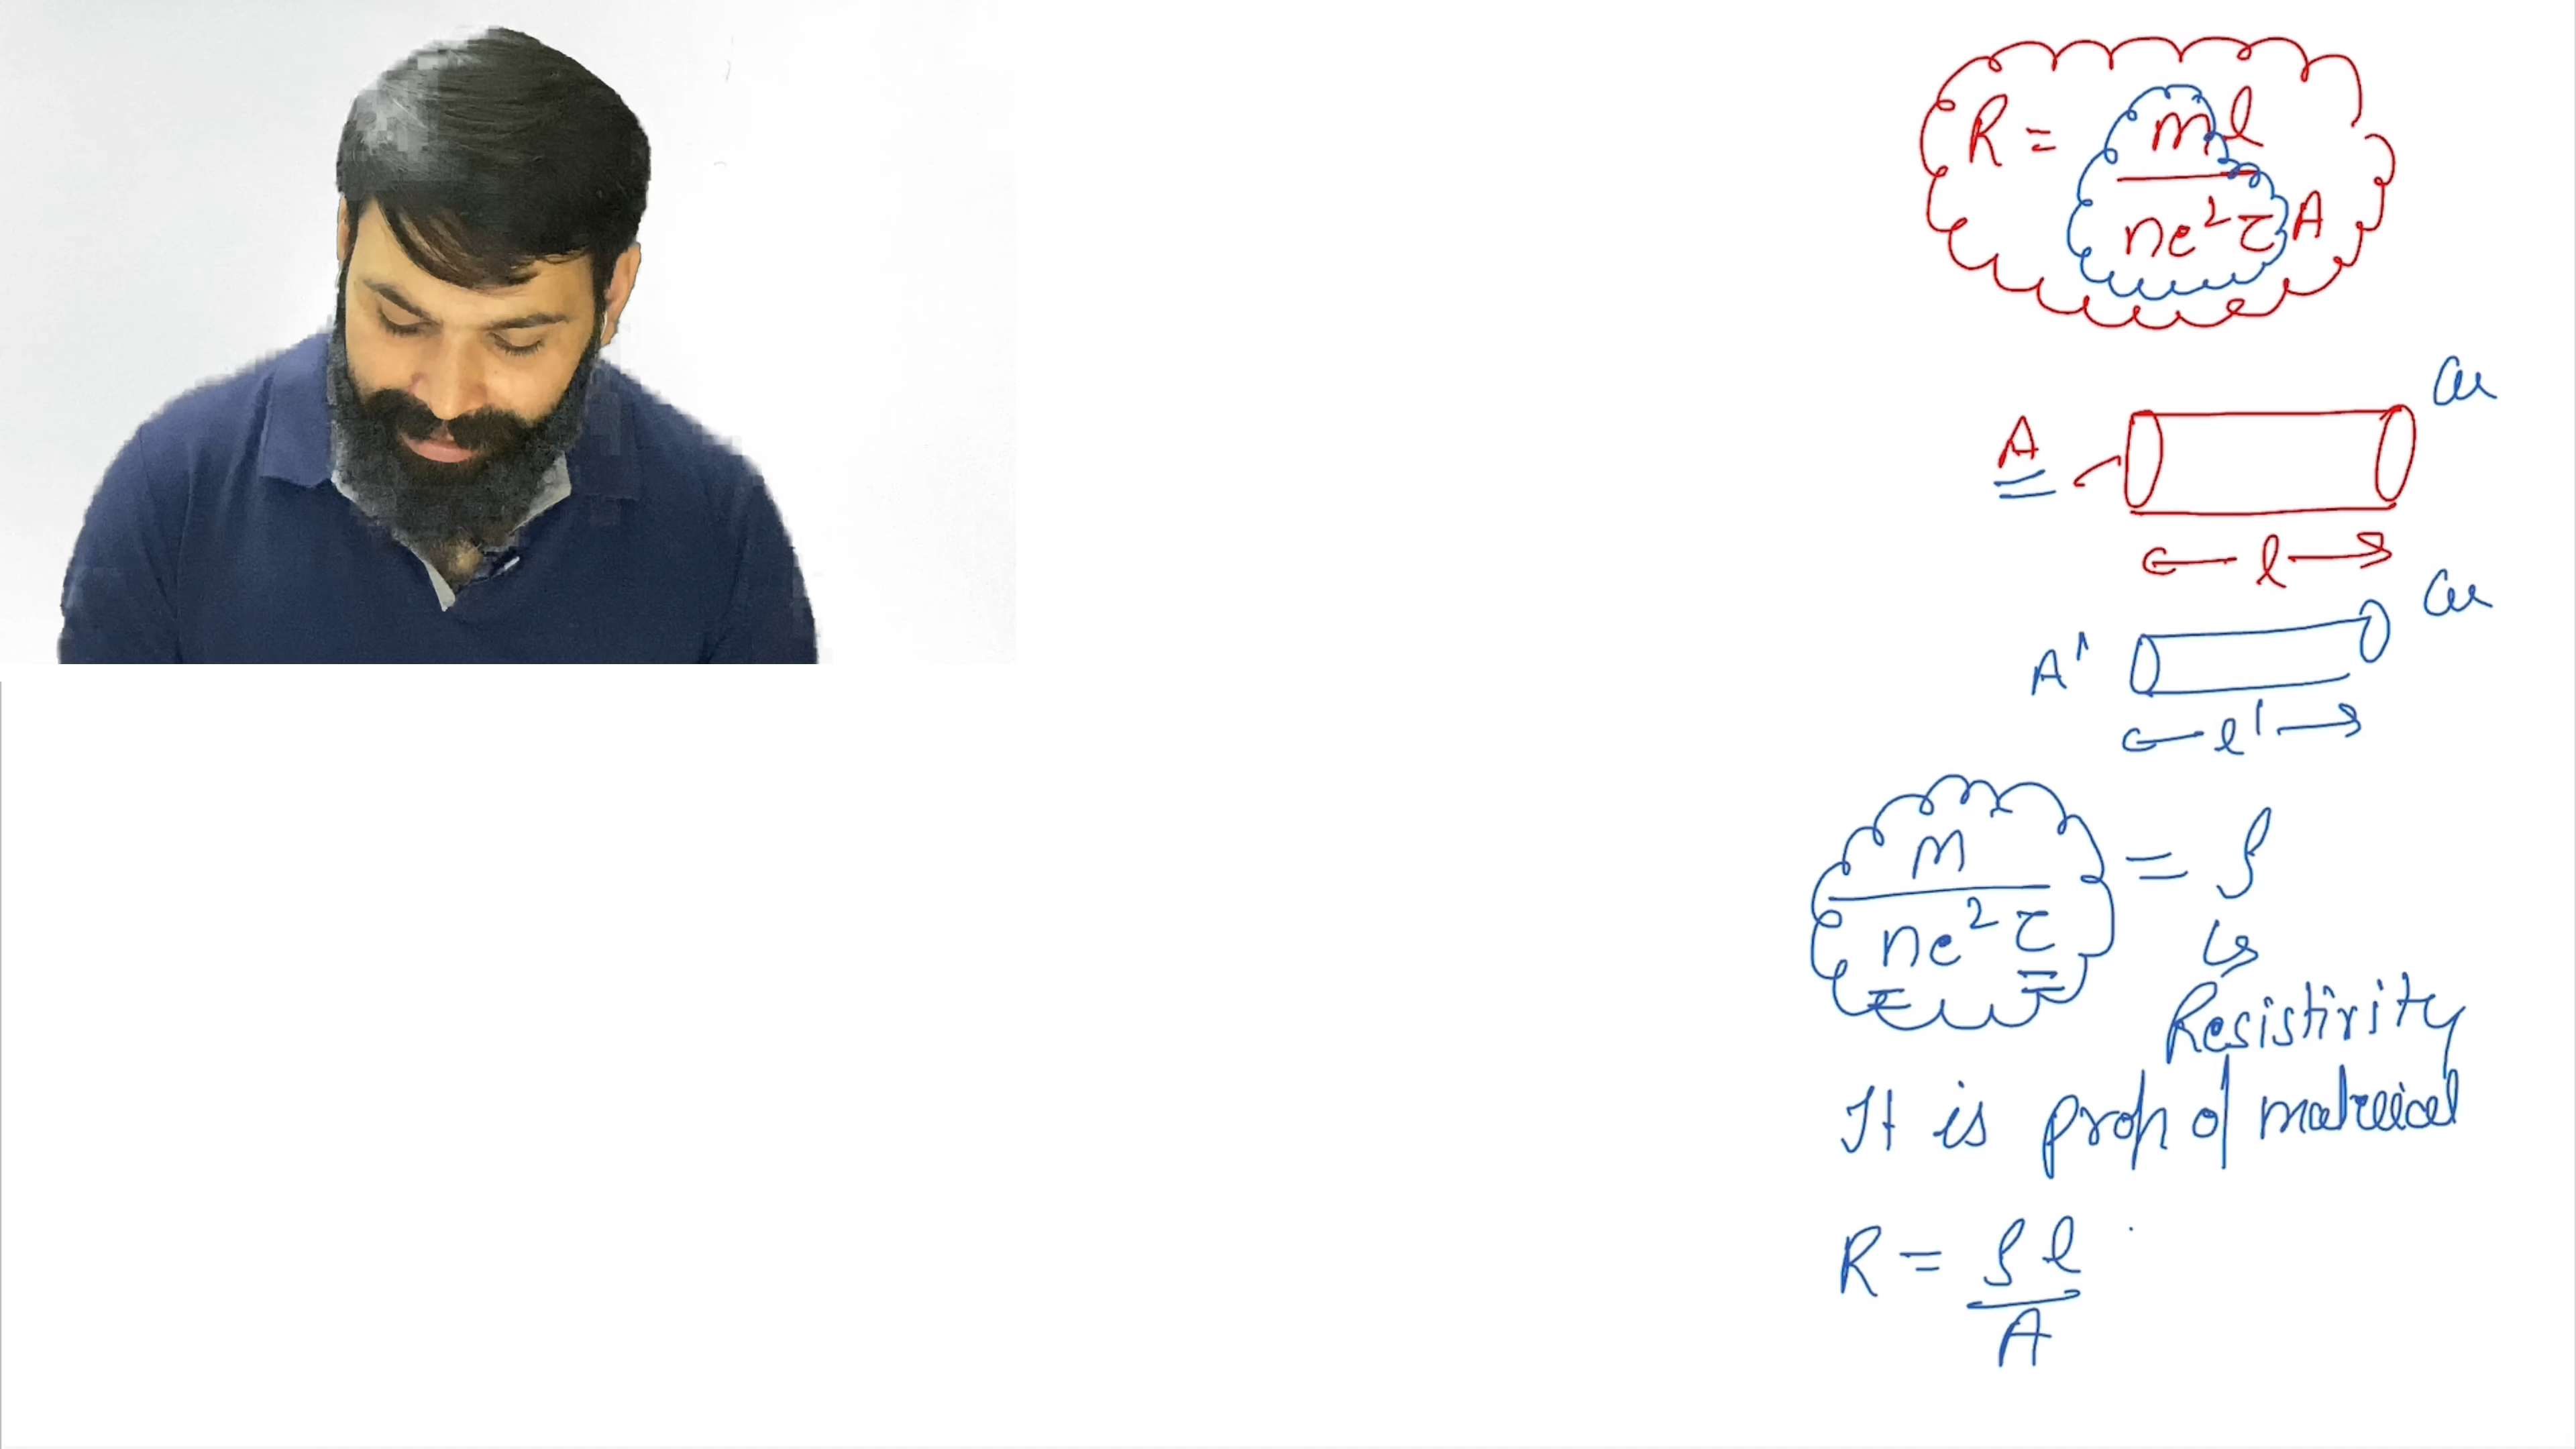 R = ml / ne²τA
Cu
A
l
Cu
A'
l'
m / ne²τ = ρ
Resistivity
It is prop of material
R = ρl / A